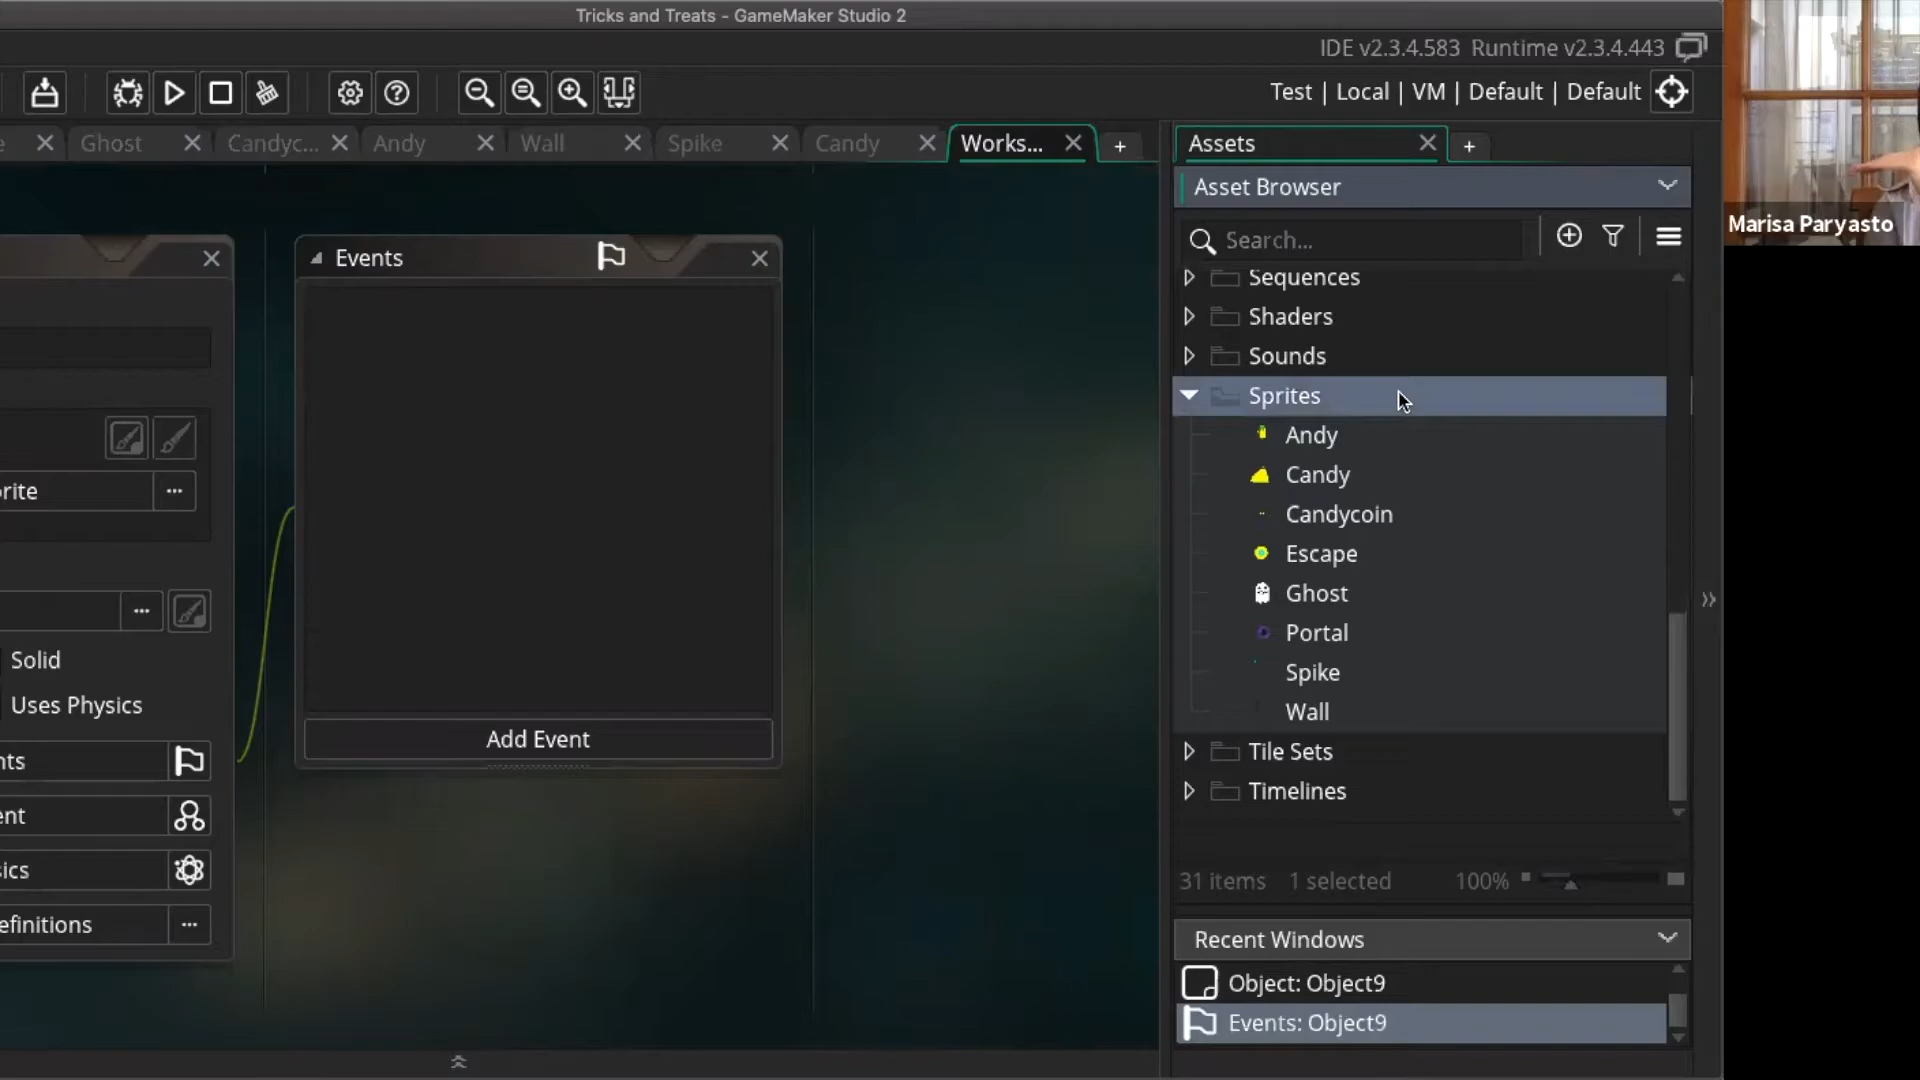 Tricks and Treats - GameMaker Studio 2
IDE v2.3.4.583 Runtime v2.3.4.443
Test | Local | VM | Default | Default
e
Ghost
Candyc...
Andy
Wall
Spike
Candy
Works...
+
Assets
+
Asset Browser
Search...
Events
Sequences
Shaders
Sounds
Sprites
Andy
Candy
Candycoin
Escape
Ghost
Portal
Spike
Wall
Tile Sets
Timelines
rite
...
...
Solid
Uses Physics
nts
ent
sics
efinitions
...
Add Event
31 items 1 selected 100%
Recent Windows
Object: Object9
Events: Object9
Marisa Paryasto